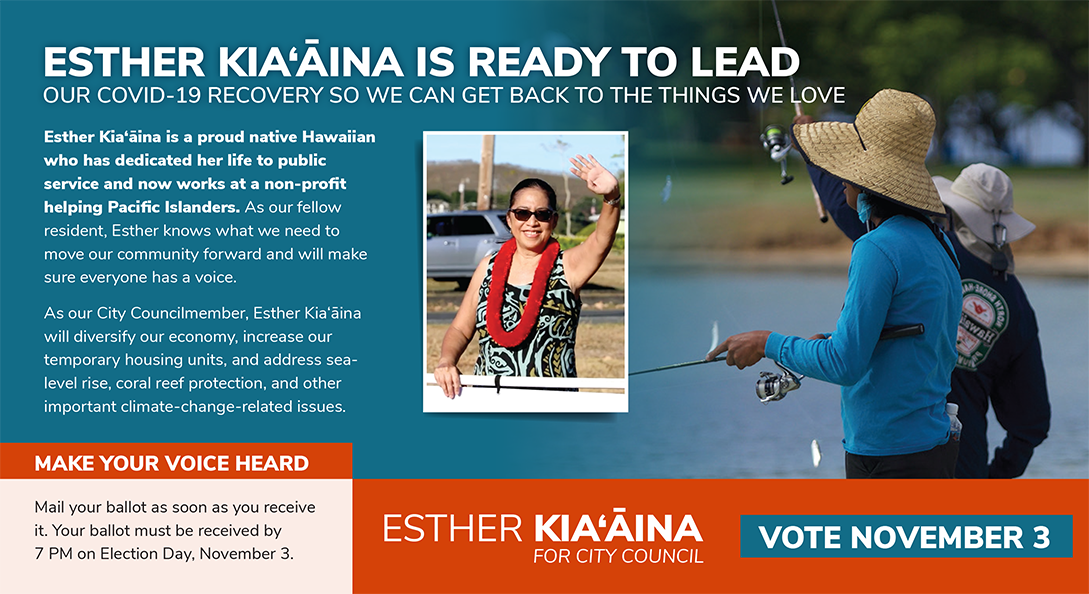 ESTHER KIAʻĀINA IS READY TO LEAD
OUR COVID-19 RECOVERY SO WE CAN GET BACK TO THE THINGS WE LOVE
Esther Kiaʻāina is a proud native Hawaiian
who has dedicated her life to public
service and now works at a non-profit
helping Pacific Islanders. As our fellow
resident, Esther knows what we need to
move our community forward and will make
sure everyone has a voice.
As our City Councilmember, Esther Kiaʻāina
will diversify our economy, increase our
temporary housing units, and address sea-
level rise, coral reef protection, and other
important climate-change-related issues.
MAKE YOUR VOICE HEARD
Mail your ballot as soon as you receive
it. Your ballot must be received by
7 PM on Election Day, November 3.
ESTHER KIAʻĀINA
FOR CITY COUNCIL
VOTE NOVEMBER 3